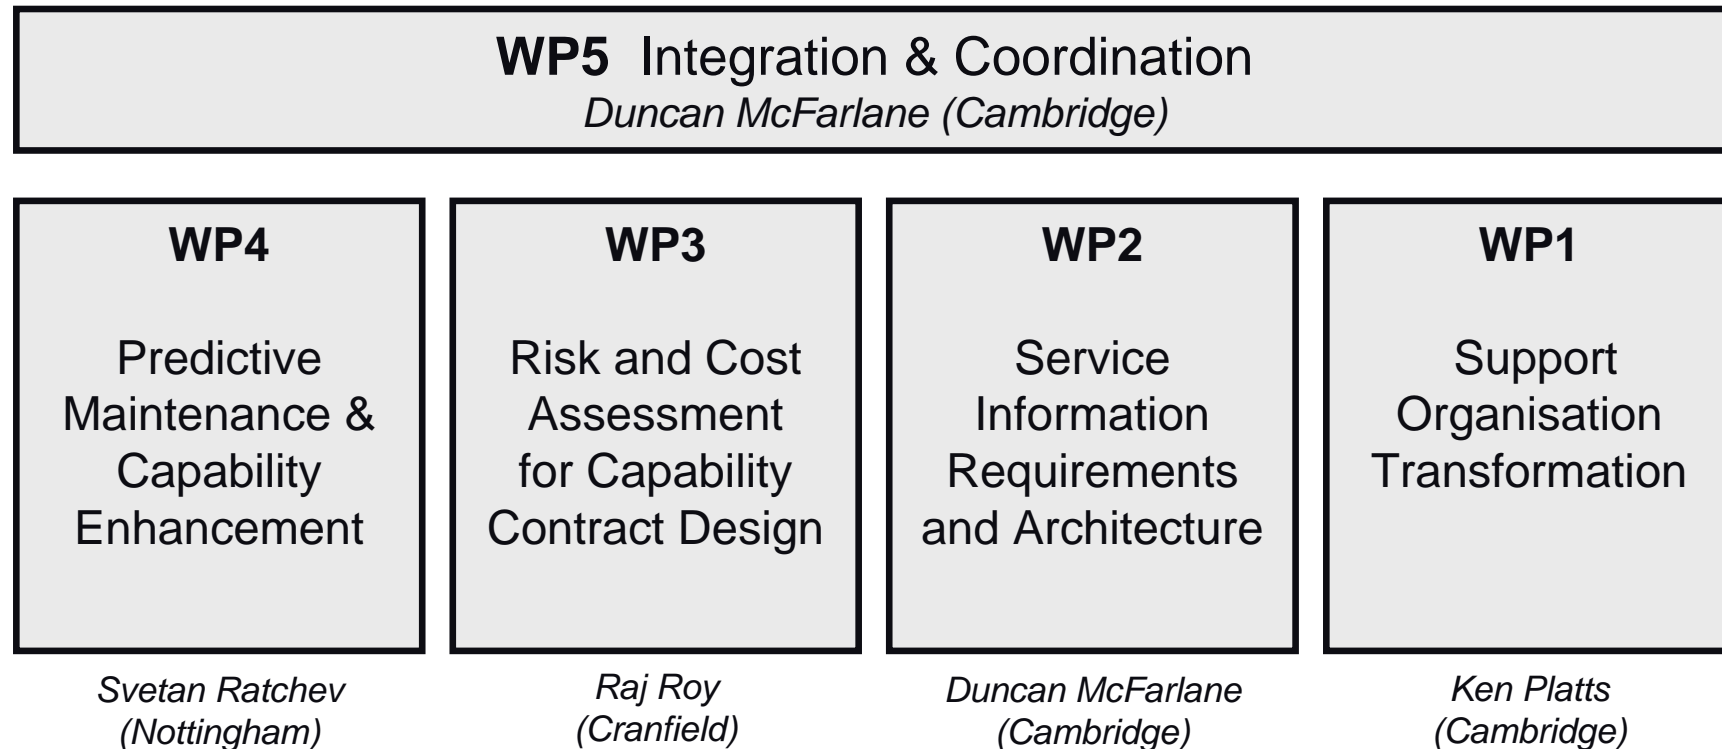 WP5 Integration & Coordination
Duncan McFarlane (Cambridge)
WP4
Predictive
Maintenance &
Capability
Enhancement
Svetan Ratchev
(Nottingham)
WP3
Risk and Cost
Assessment
for Capability
Contract Design
Raj Roy
(Cranfield)
WP2
Service
Information
Requirements
and Architecture
Duncan McFarlane
(Cambridge)
WP1
Support
Organisation
Transformation
Ken Platts
(Cambridge)